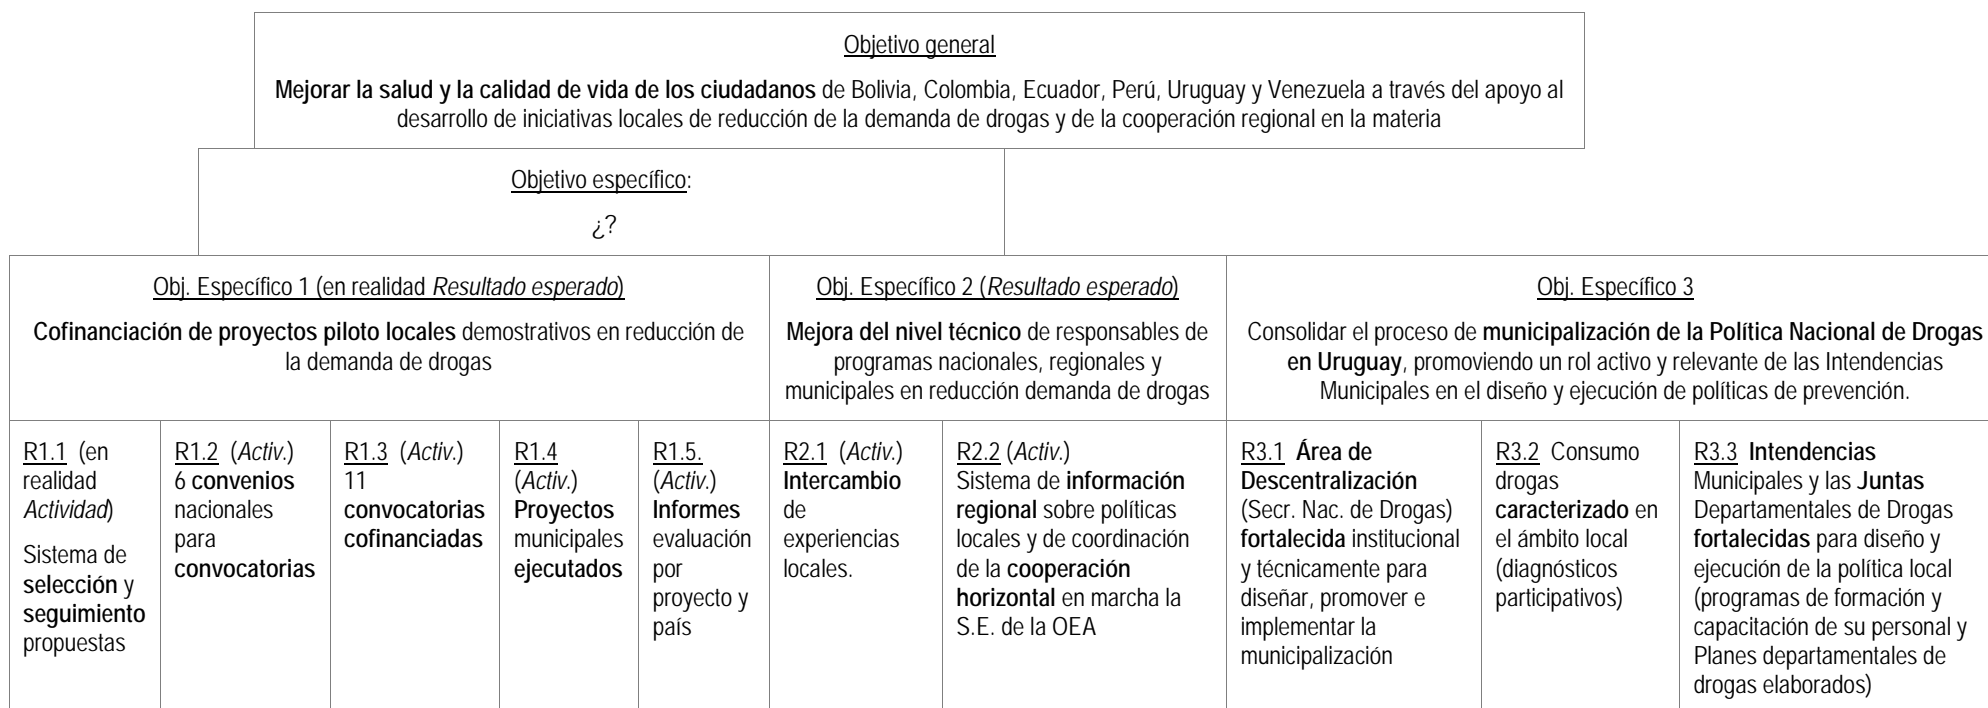 Objetivo general
Mejorar la salud y la calidad de vida de los ciudadanos de Bolivia, Colombia, Ecuador, Perú, Uruguay y Venezuela a través del apoyo al
desarrollo de iniciativas locales de reducción de la demanda de drogas y de la cooperación regional en la materia
Objetivo específico:
¿?
Obj. Específico 1 (en realidad Resultado esperado)
Cofinanciación de proyectos piloto locales demostrativos en reducción de
la demanda de drogas
Obj. Específico 2 (Resultado esperado)
Mejora del nivel técnico de responsables de
programas nacionales, regionales y
municipales en reducción demanda de drogas
Obj. Específico 3
Consolidar el proceso de municipalización de la Política Nacional de Drogas
en Uruguay, promoviendo un rol activo y relevante de las Intendencias
Municipales en el diseño y ejecución de políticas de prevención.
R1.1 (en
realidad
Actividad)
Sistema de
selección y
seguimiento
propuestas
R1.2 (Activ.)
6 convenios
nacionales
para
convocatorias
R1.3 (Activ.)
11
convocatorias
cofinanciadas
R1.4
(Activ.)
Proyectos
municipales
ejecutados
R1.5.
(Activ.)
Informes
evaluación
por
proyecto y
país
R2.1 (Activ.)
Intercambio
de
experiencias
locales.
R2.2 (Activ.)
Sistema de información
regional sobre políticas
locales y de coordinación
de la cooperación
horizontal en marcha la
S.E. de la OEA
R3.1 Área de
Descentralización
(Secr. Nac. de Drogas)
fortalecida institucional
y técnicamente para
diseñar, promover e
implementar la
municipalización
R3.2 Consumo
drogas
caracterizado en
el ámbito local
(diagnósticos
participativos)
R3.3 Intendencias
Municipales y las Juntas
Departamentales de Drogas
fortalecidas para diseño y
ejecución de la política local
(programas de formación y
capacitación de su personal y
Planes departamentales de
drogas elaborados)